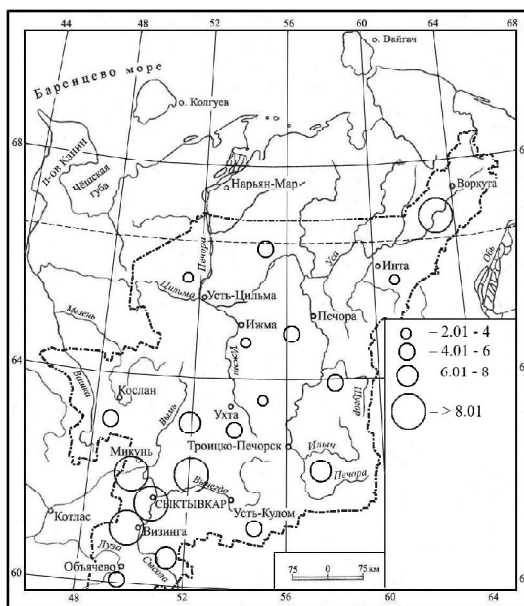 44 48 52 56 60 64
о. Вайгач
Баренцево море
о. Колгуев
68
п-ов Канин
Чёшская
губа
Нарьян-Мар
Воркута
Печора
Уса
Обь
Инта
Цильма
Усть-Цильма
Мезень
Ижма
Печора
64
Ижма
Щугор
Вашка
Кослан
Вымь
Ухта
Троицко-Печорск
Илыч
Микунь
Печора
Вычегда
СЫКТЫВКАР
Усть-Кулом
Котлас
Визинга
Луза
Объячево
Сысола
60
75 0 75 км
48 52 56 60
– 2.01 - 4
– 4.01 - 6
6.01 - 8
– > 8.01